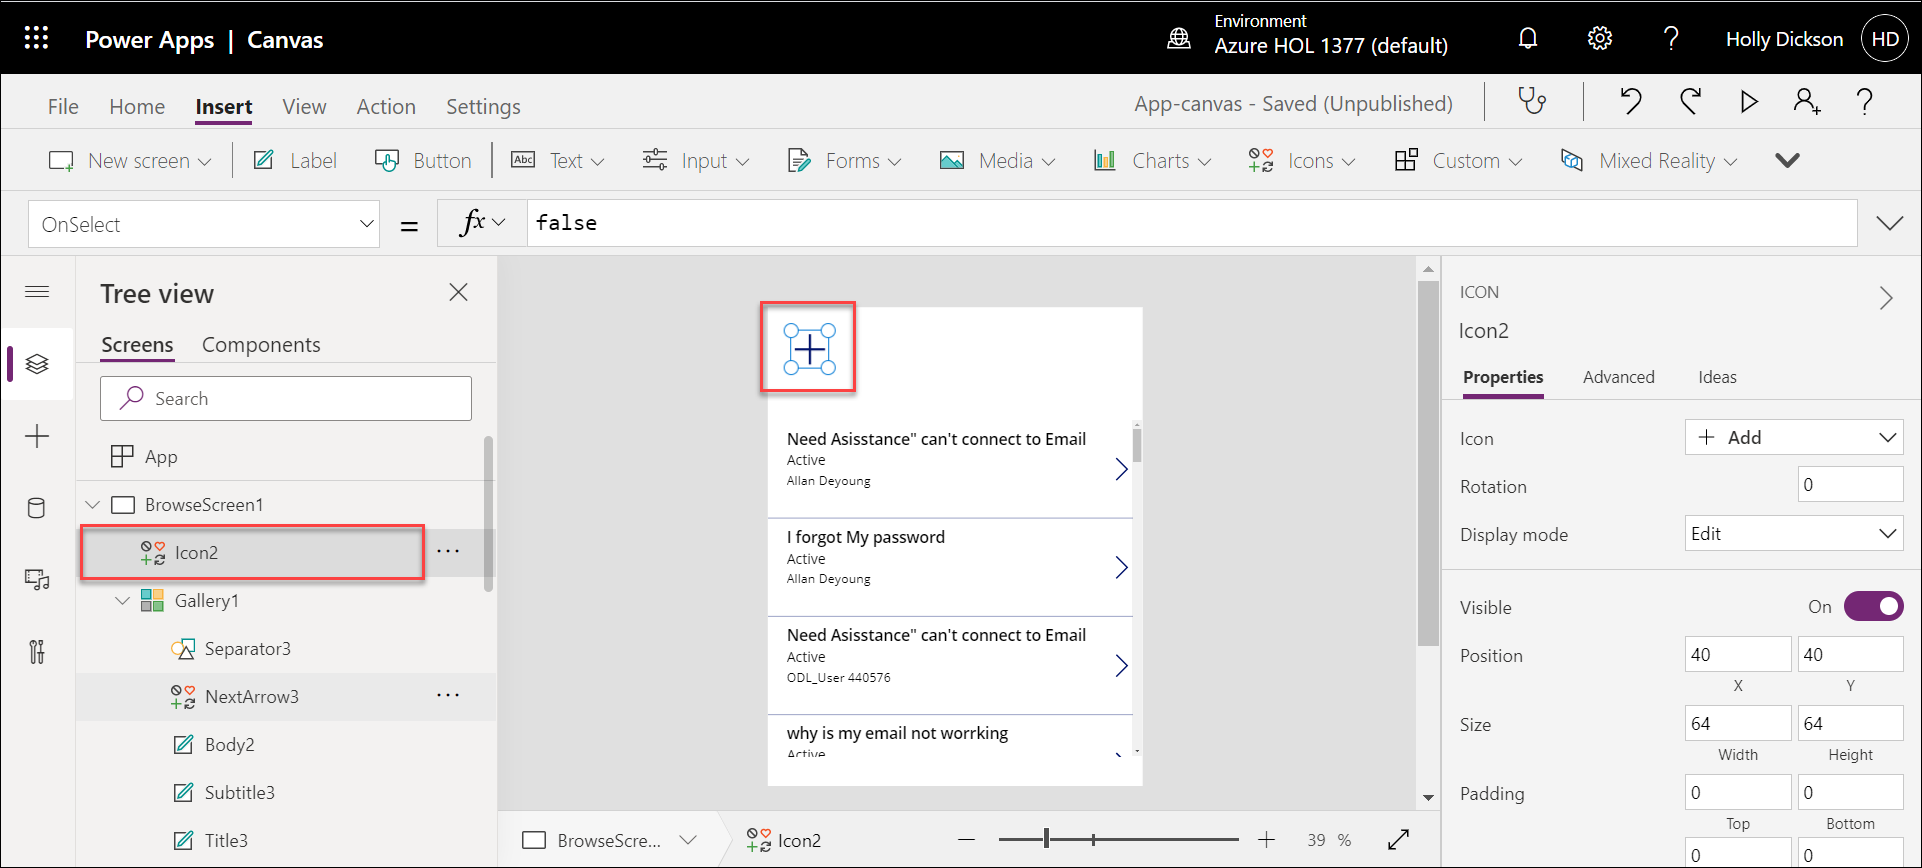 Power Apps | Canvas
Environment
Azure HOL 1377 (default)
?
Holly Dickson
HD
File Home Insert View Action Settings
App-canvas - Saved (Unpublished)
?
New screen Label Button Abc Text Input Forms Media Charts Icons Custom Mixed Reality
OnSelect = fx false
Tree view
Screens Components
Search
App
BrowseScreen1
Icon2 ...
Gallery1
Separator3
NextArrow3 ...
Body2
Subtitle3
Title3
Need Asisstance" can't connect to Email
Active
Allan Deyoung
I forgot My password
Active
Allan Deyoung
Need Asisstance" can't connect to Email
Active
ODL_User 440576
why is my email not worrking
Active
BrowseScre... Icon2 39 %
ICON
Icon2
Properties Advanced Ideas
Icon + Add
Rotation 0
Display mode Edit
Visible On
Position 40 40
X Y
Size 64 64
Width Height
Padding 0 0
Top Bottom
0 0